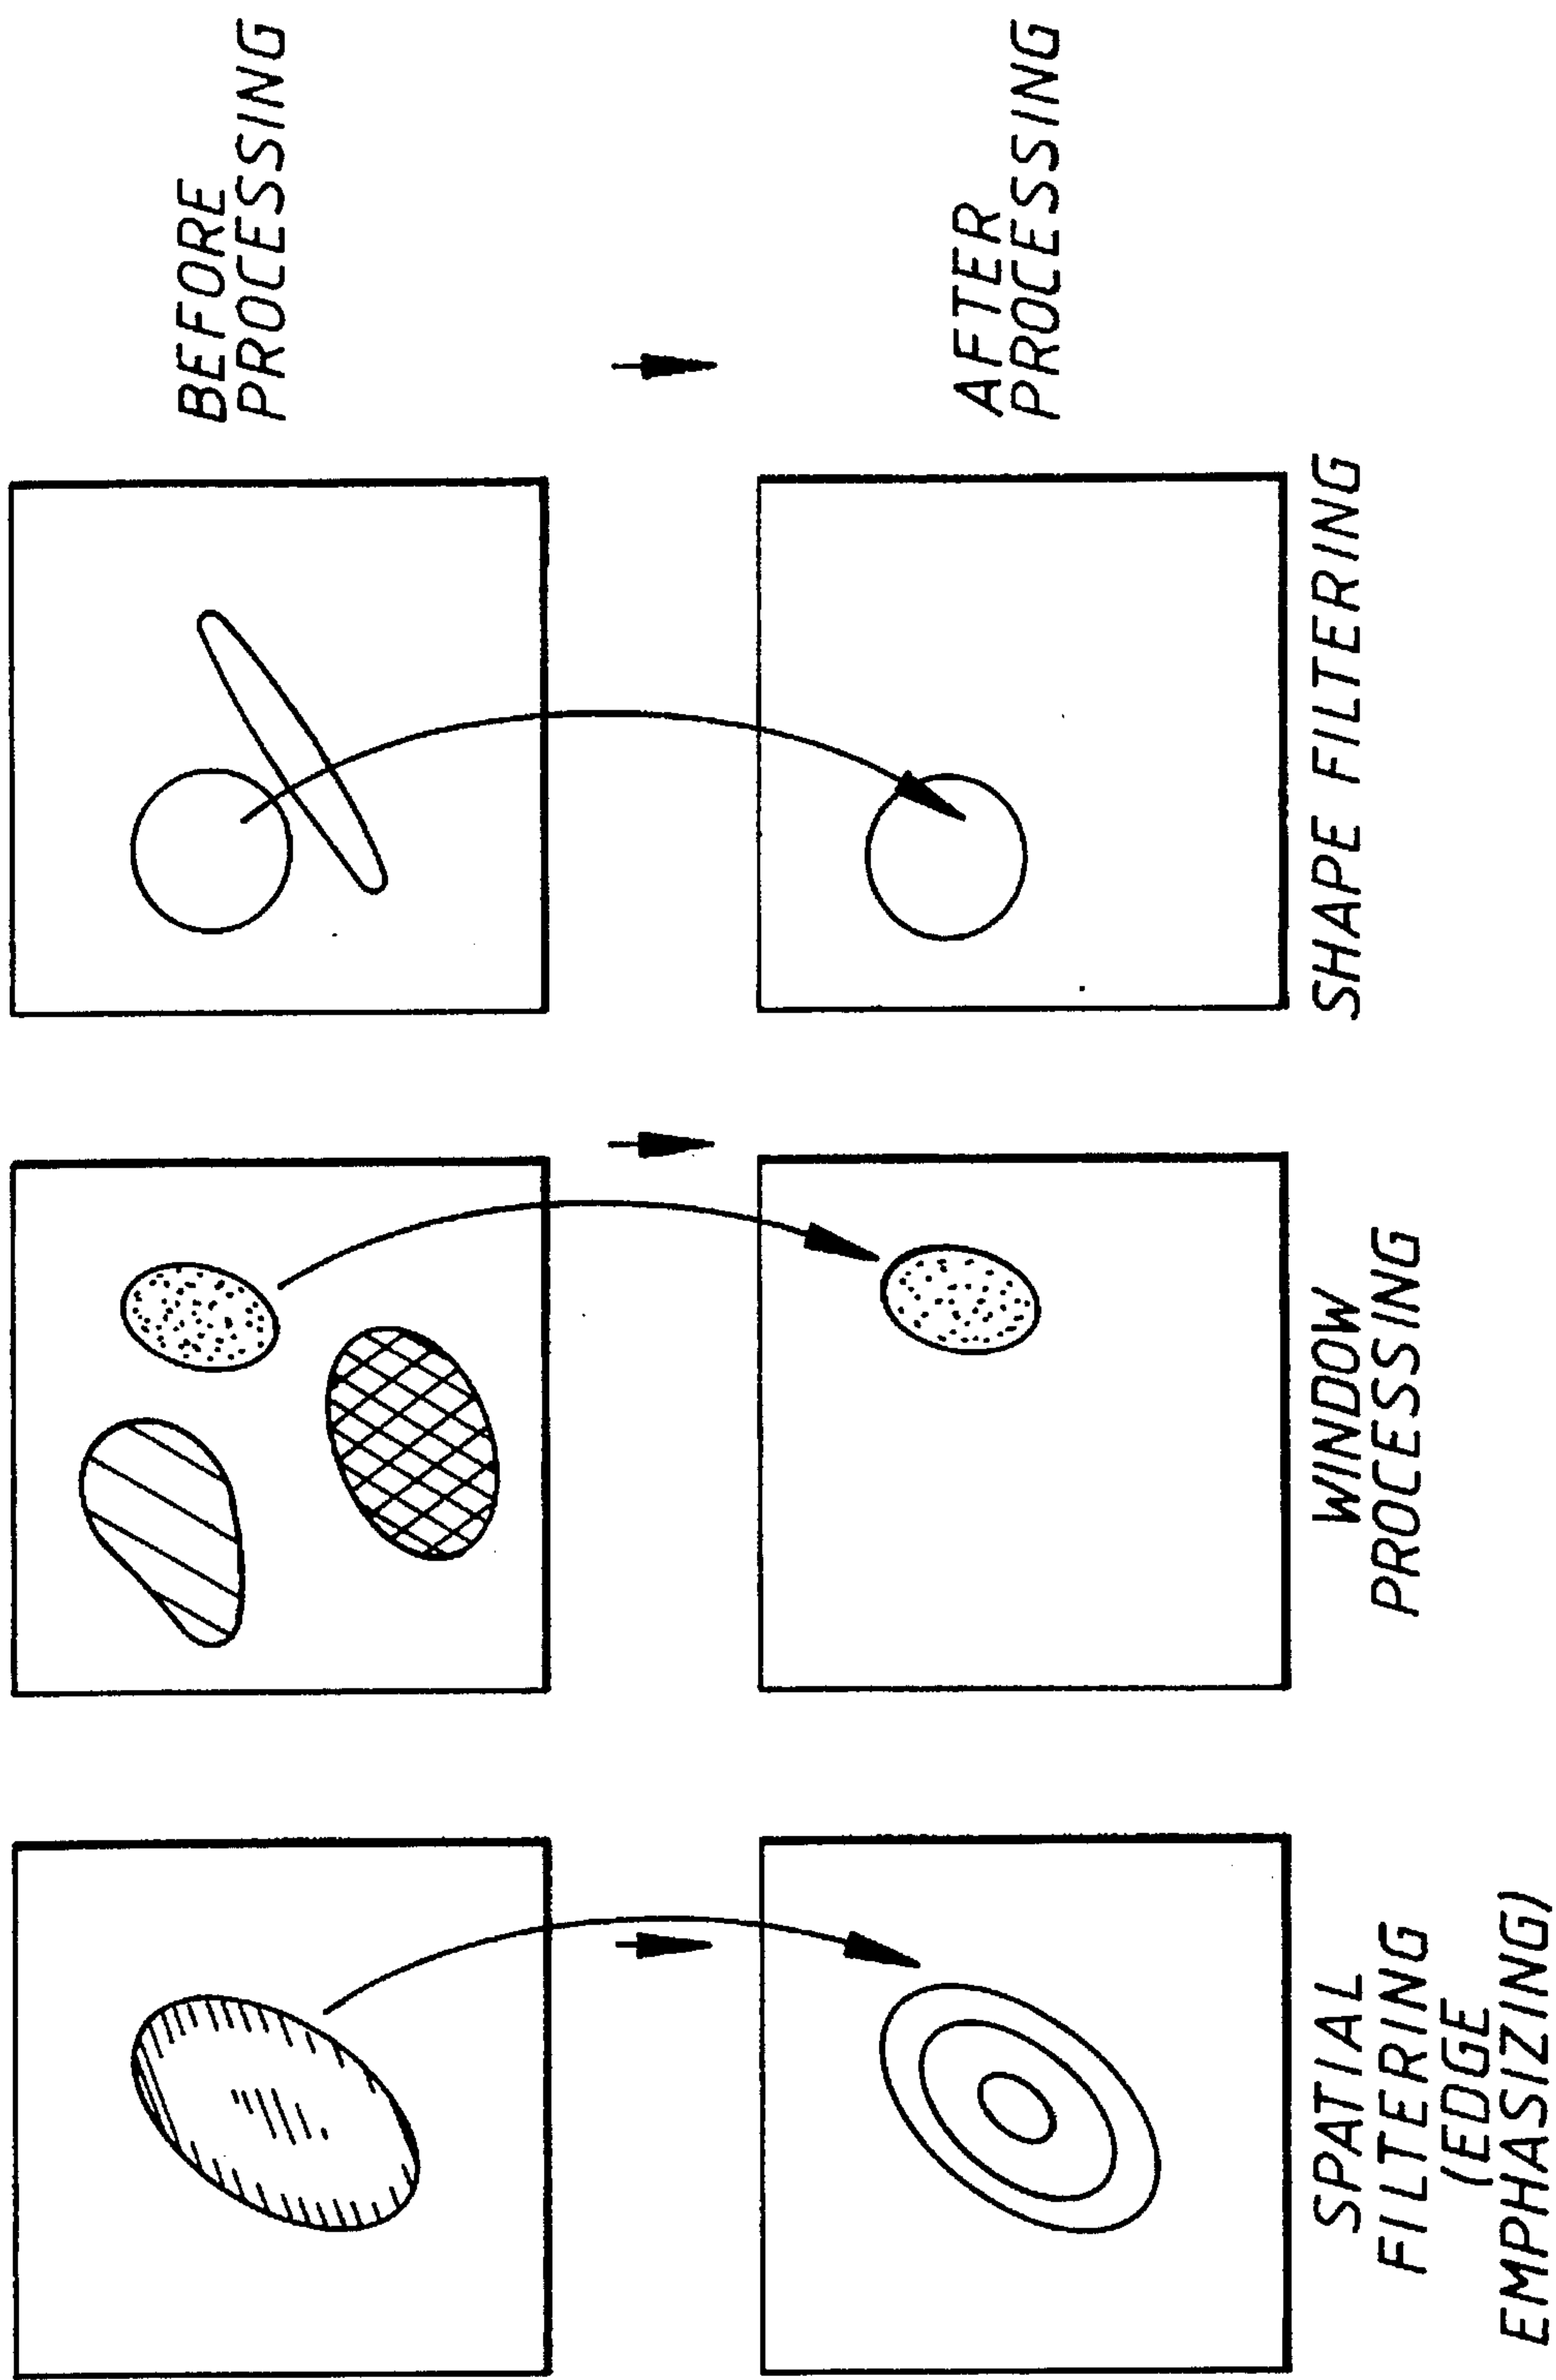 BEFORE
PROCESSING
AFTER
PROCESSING
SPATIAL
FILTERING
(EDGE
EMPHASIZING)
WINDOW
PROCESSING
SHAPE FILTERING